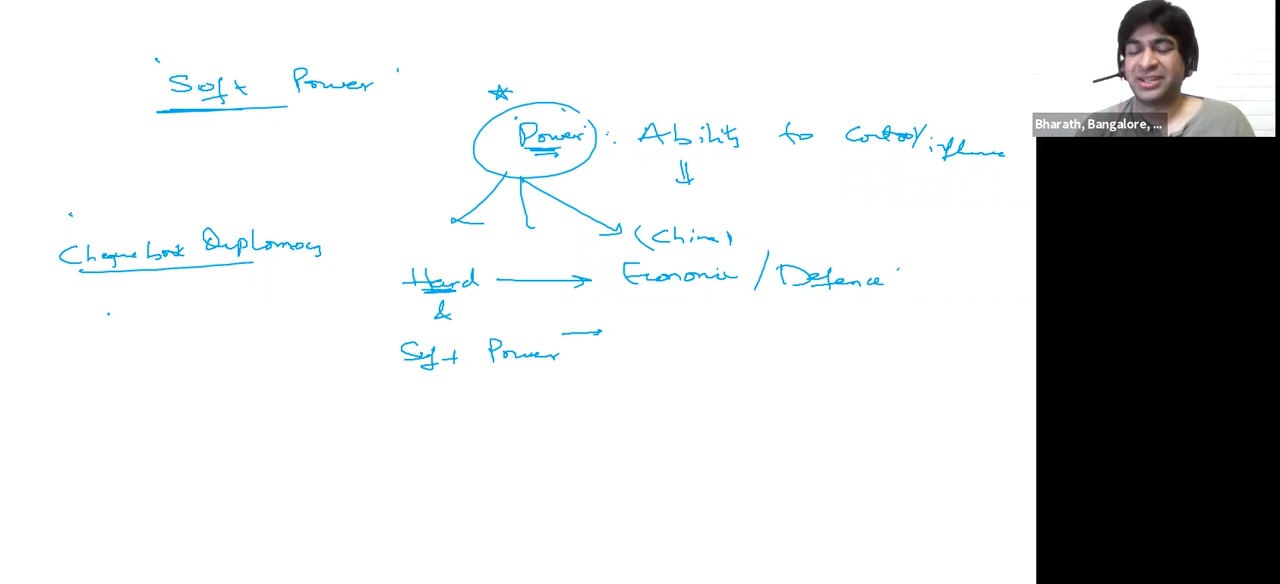 'Soft Power'
Bharath, Bangalore, ...
"Power" : Ability to Control/influence
(China)
Chequebook Diplomacy
Hard → Economic / Defence
&
Soft Power →